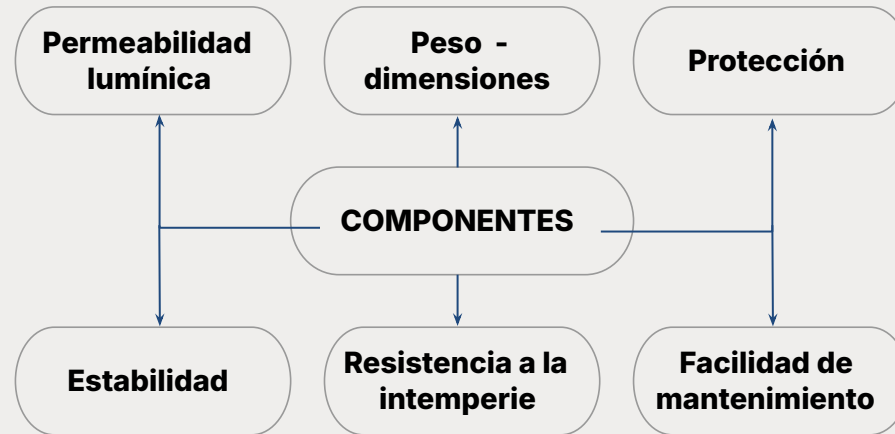 Permeabilidad
lumínica
Peso -
dimensiones
Protección
COMPONENTES
Estabilidad
Resistencia a la
intemperie
Facilidad de
mantenimiento